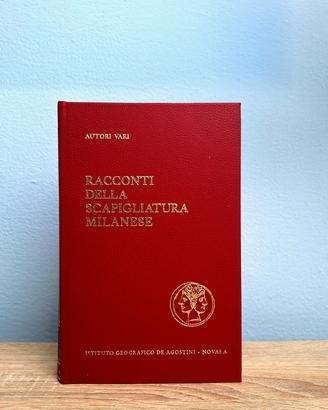 AUTORI VARI
RACCONTI
DELLA
SCAPIGLIATURA
MILANESE
ISTITUTO GEOGRAFICO DE AGOSTINI - NOVARA